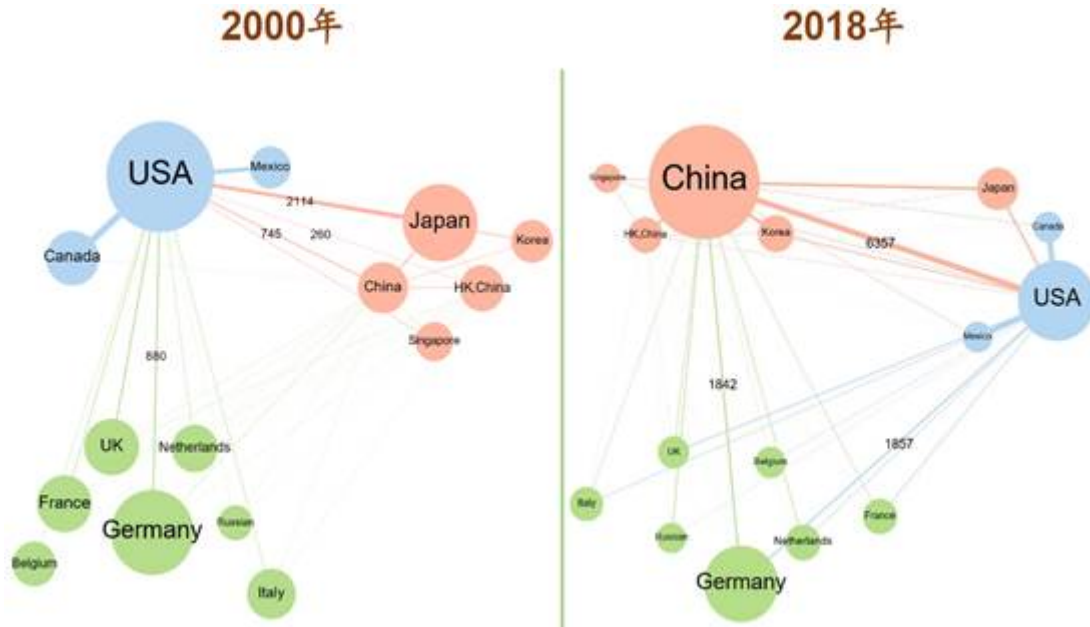 2000年
2018年
USA
Mexico
2114
Japan
745
260
Korea
Canada
China
HK,China
Singapore
880
UK
Netherlands
France
Germany
Russian
Belgium
Italy
China
Singapore
Japan
HK,China
Korea
Canada
6357
USA
Mexico
1842
1857
UK
Belgium
Italy
France
Russian
Netherlands
Germany